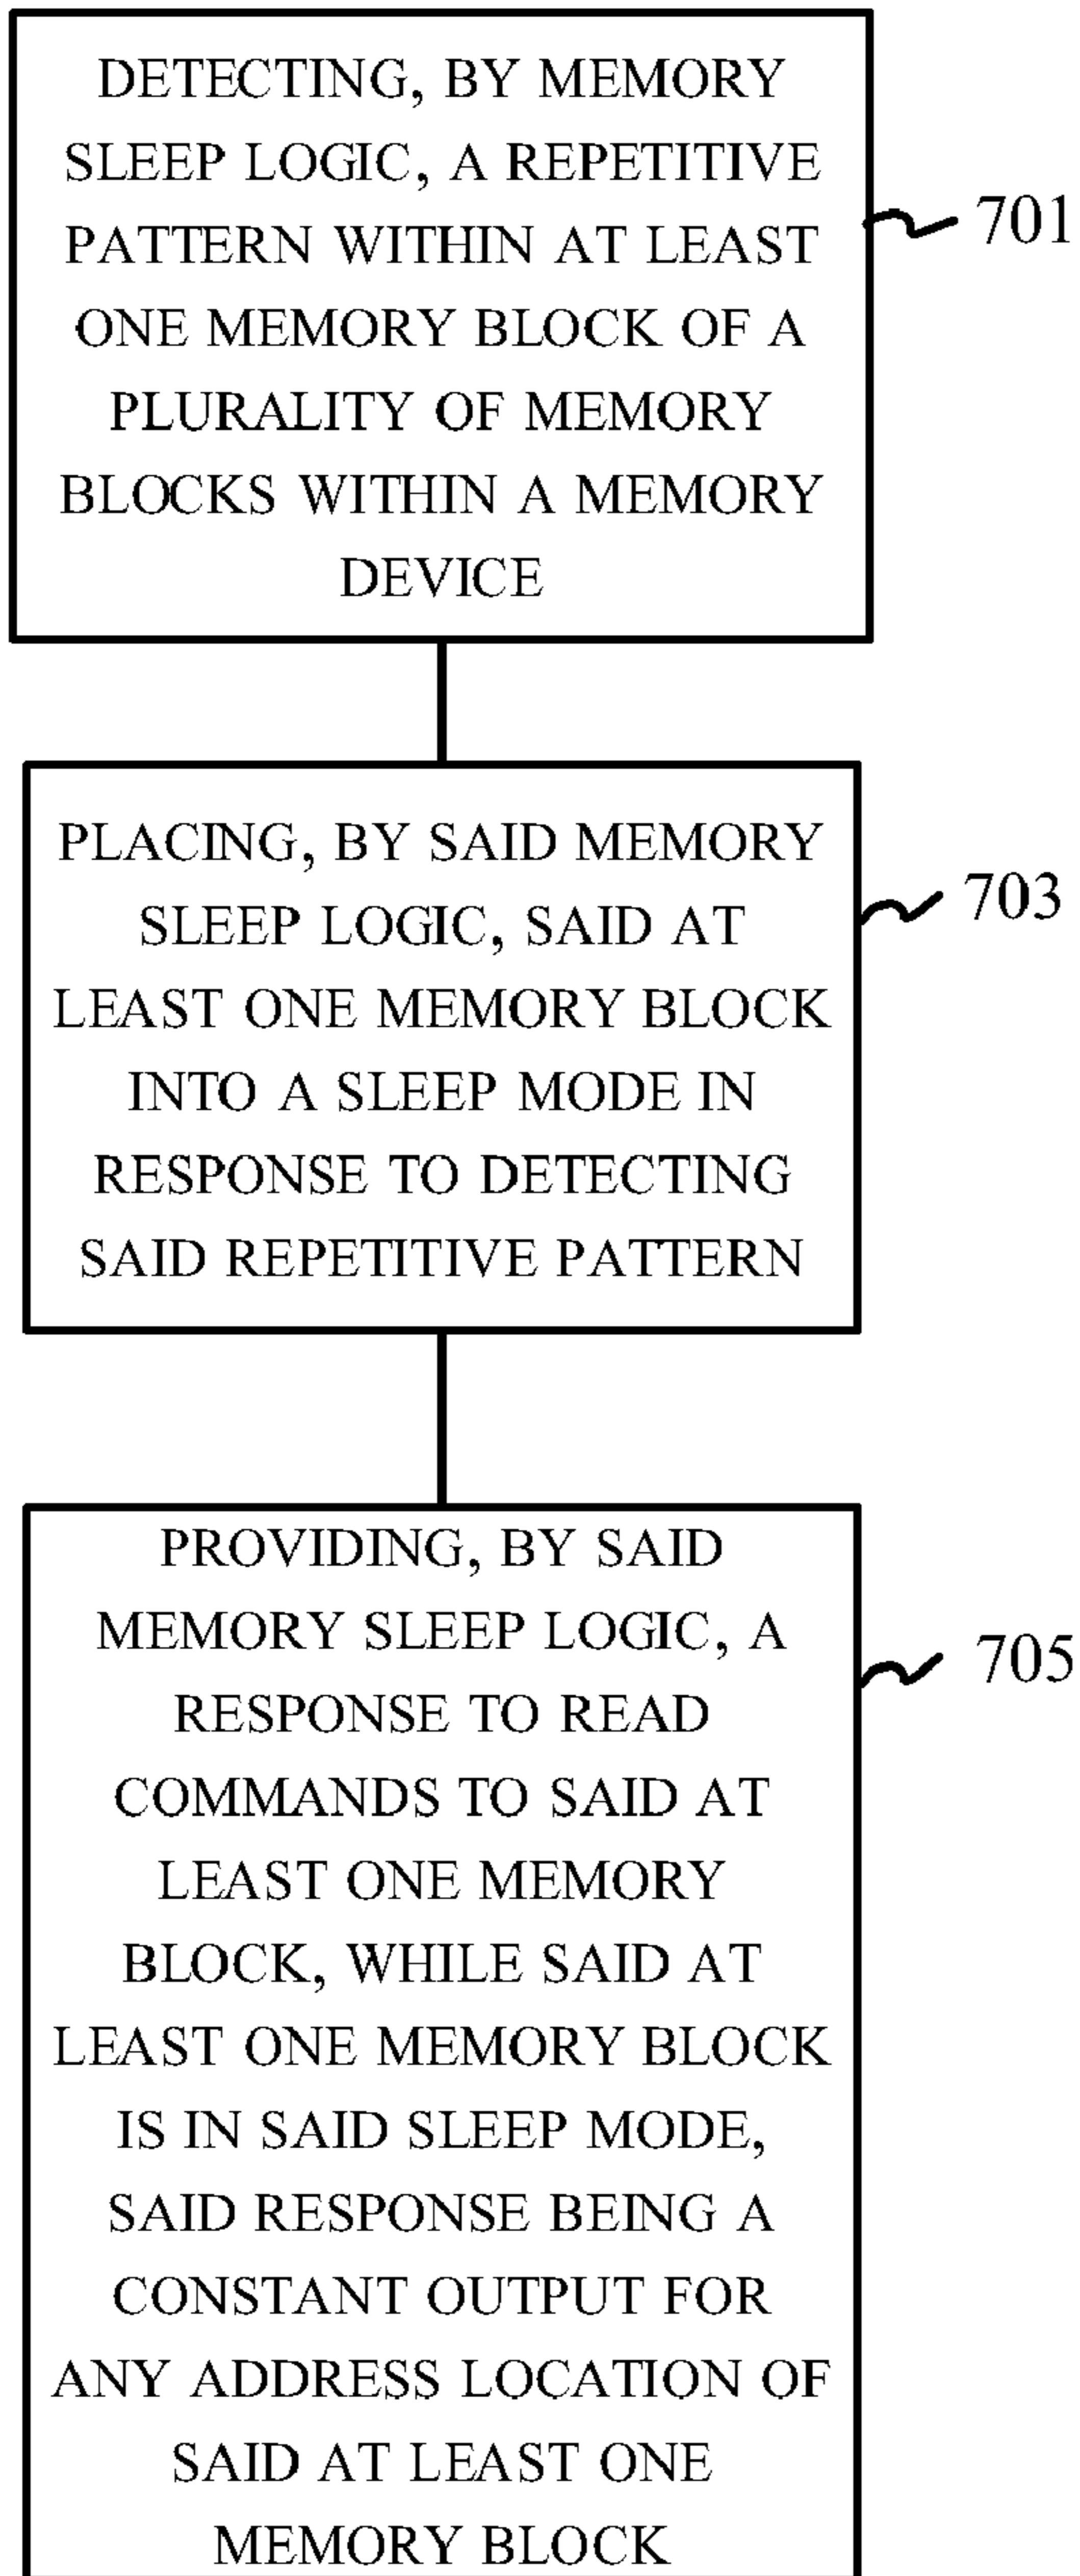 DETECTING, BY MEMORY
SLEEP LOGIC, A REPETITIVE
PATTERN WITHIN AT LEAST
ONE MEMORY BLOCK OF A
PLURALITY OF MEMORY
BLOCKS WITHIN A MEMORY
DEVICE
701
PLACING, BY SAID MEMORY
SLEEP LOGIC, SAID AT
LEAST ONE MEMORY BLOCK
INTO A SLEEP MODE IN
RESPONSE TO DETECTING
SAID REPETITIVE PATTERN
703
PROVIDING, BY SAID
MEMORY SLEEP LOGIC, A
RESPONSE TO READ
COMMANDS TO SAID AT
LEAST ONE MEMORY
BLOCK, WHILE SAID AT
LEAST ONE MEMORY BLOCK
IS IN SAID SLEEP MODE,
SAID RESPONSE BEING A
CONSTANT OUTPUT FOR
ANY ADDRESS LOCATION OF
SAID AT LEAST ONE
MEMORY BLOCK
705